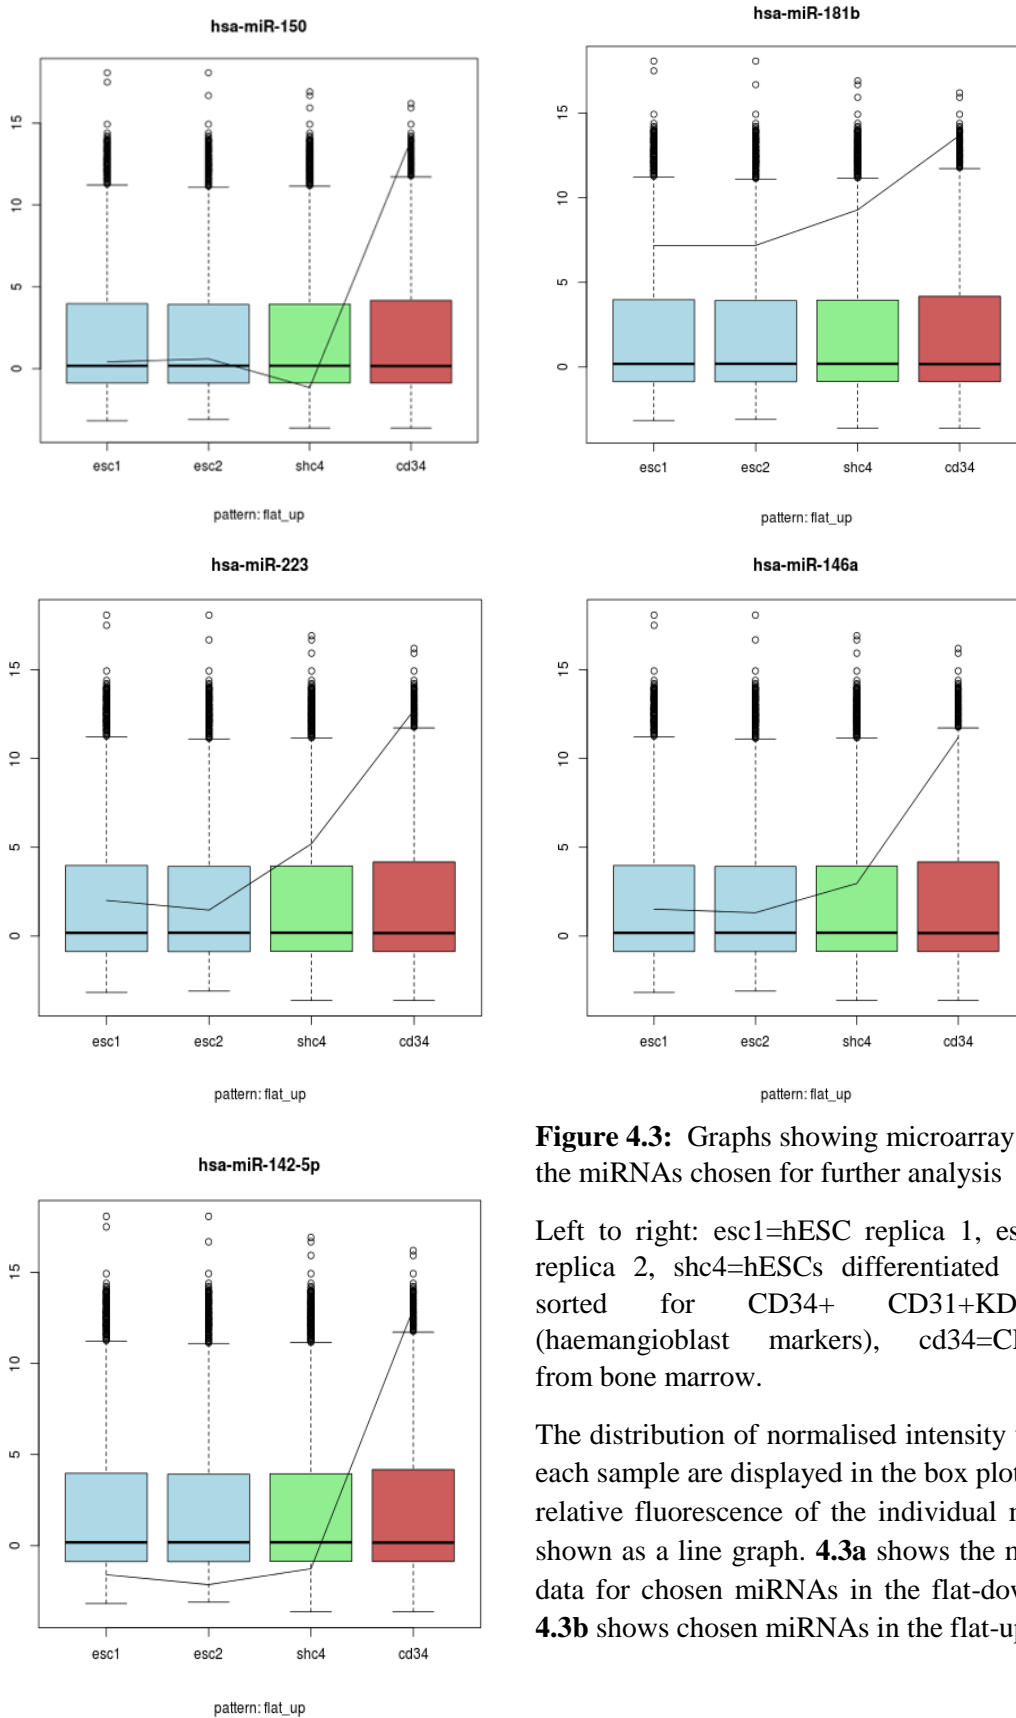 hsa-miR-150
15
10
5
0
esc1 esc2 shc4 cd34
pattern: flat_up
hsa-miR-181b
15
10
5
0
esc1 esc2 shc4 cd34
pattern: flat_up
hsa-miR-223
15
10
5
0
esc1 esc2 shc4 cd34
pattern: flat_up
hsa-miR-146a
15
10
5
0
esc1 esc2 shc4 cd34
pattern: flat_up
hsa-miR-142-5p
15
10
5
0
esc1 esc2 shc4 cd34
pattern: flat_up
Figure 4.3: Graphs showing microarray
the miRNAs chosen for further analysis
Left to right: esc1=hESC replica 1,
replica 2, shc4=hESCs differentiated
sorted for CD34+
(haemangioblast markers),
from bone marrow.
The distribution of normalised intensity
each sample are displayed in the box
relative fluorescence of the individual
shown as a line graph. 4.3a shows the
data for chosen miRNAs in the
4.3b shows chosen miRNAs in the